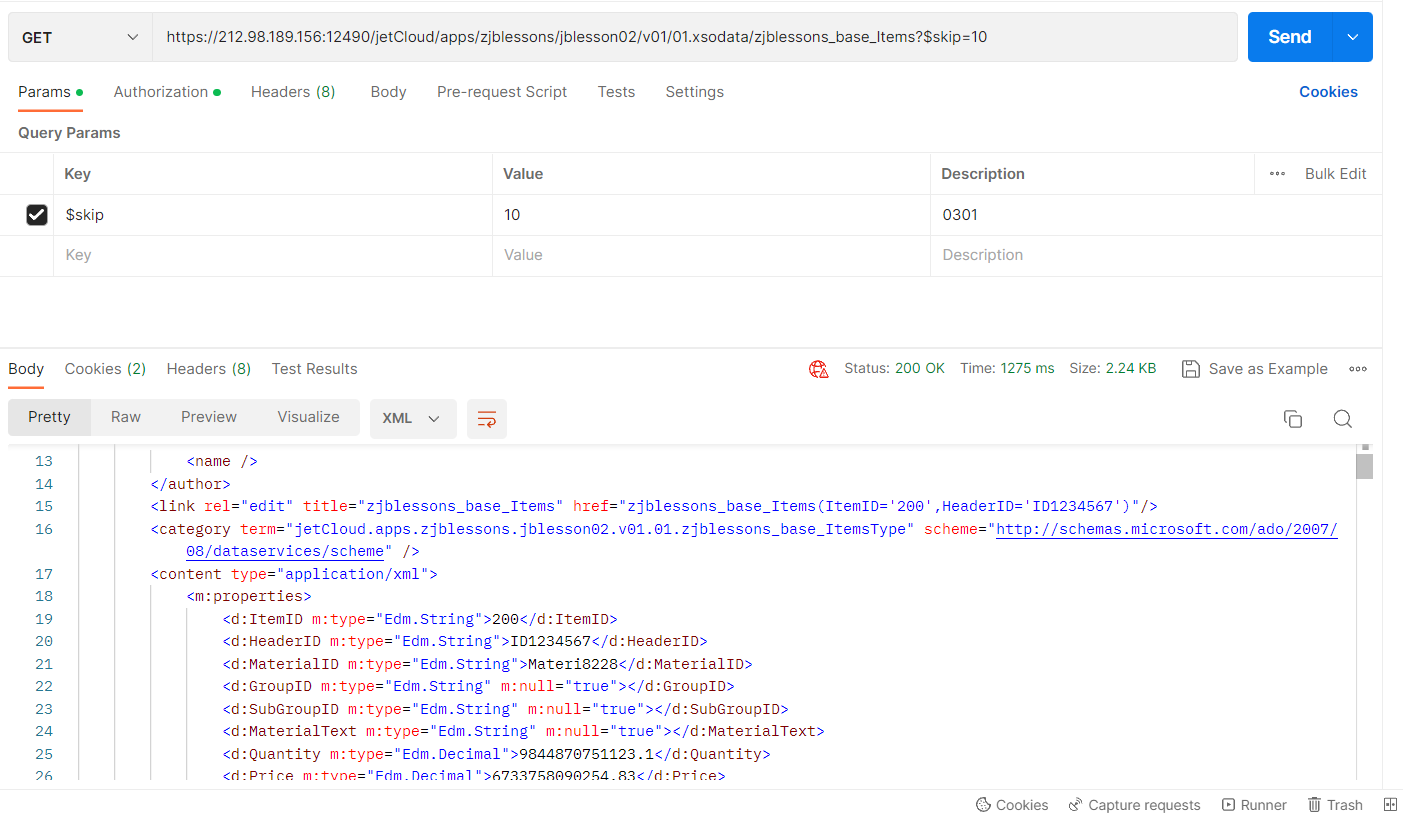 GET https://212.98.189.156:12490/jetCloud/apps/zjblessons/jblesson02/v01/01.xsodata/zjblessons_base_Items?$skip=10 Send
Params Authorization Headers (8) Body Pre-request Script Tests Settings Cookies
Query Params
Key Value Description Bulk Edit
$skip 10 0301
Key Value Description
Body Cookies (2) Headers (8) Test Results Status: 200 OK Time: 1275 ms Size: 2.24 KB Save as Example
Pretty Raw Preview Visualize XML
13 <name />
14 </author>
15 <link rel="edit" title="zjblessons_base_Items" href="zjblessons_base_Items(ItemID='200',HeaderID='ID1234567')"/>
16 <category term="jetCloud.apps.zjblessons.jblesson02.v01.01.zjblessons_base_ItemsType" scheme="http://schemas.microsoft.com/ado/2007/
08/dataservices/scheme" />
17 <content type="application/xml">
18 <m:properties>
19 <d:ItemID m:type="Edm.String">200</d:ItemID>
20 <d:HeaderID m:type="Edm.String">ID1234567</d:HeaderID>
21 <d:MaterialID m:type="Edm.String">Materi8228</d:MaterialID>
22 <d:GroupID m:type="Edm.String" m:null="true"></d:GroupID>
23 <d:SubGroupID m:type="Edm.String" m:null="true"></d:SubGroupID>
24 <d:MaterialText m:type="Edm.String" m:null="true"></d:MaterialText>
25 <d:Quantity m:type="Edm.Decimal">9844870751123.1</d:Quantity>
26 <d:Price m:type="Edm.Decimal">6733758090254.83</d:Price>
Cookies Capture requests Runner Trash